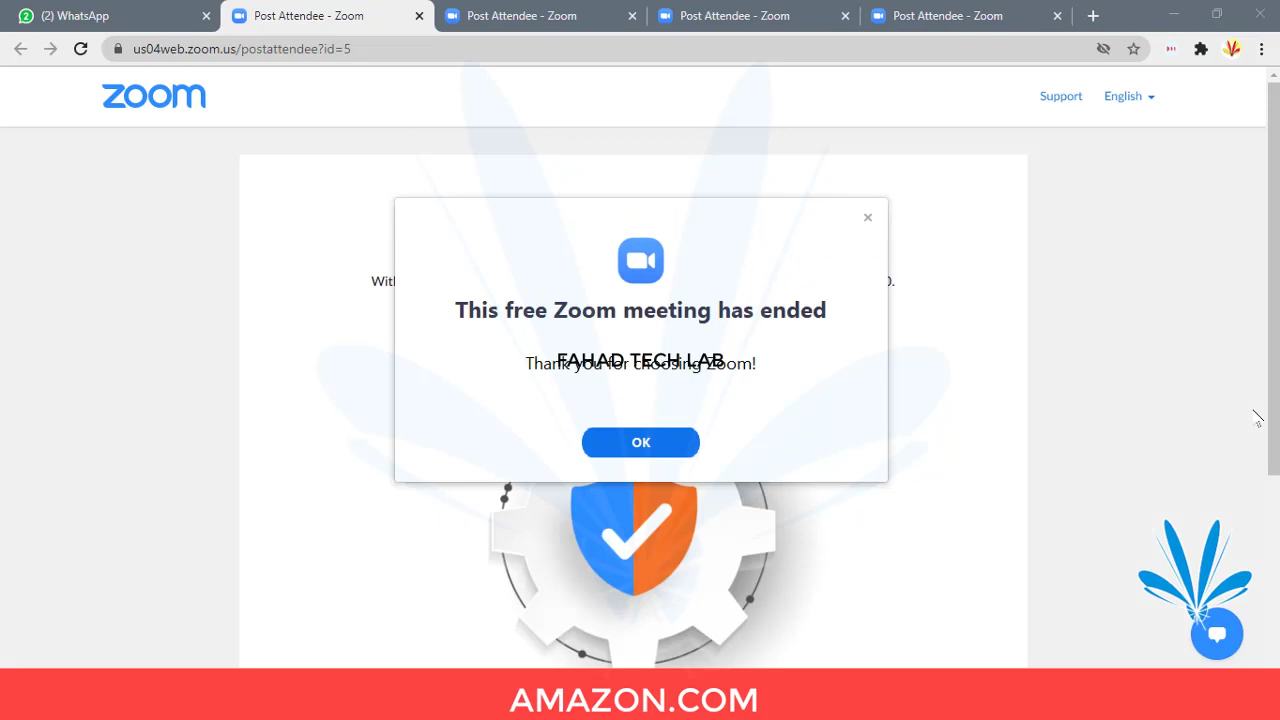 (2) WhatsApp
Post Attendee - Zoom
Post Attendee - Zoom
Post Attendee - Zoom
Post Attendee - Zoom
us04web.zoom.us/postattendee?id=5
zoom
Support
English
This free Zoom meeting has ended
FAHAD TECH LAB
Thank you for choosing Zoom!
OK
AMAZON.COM